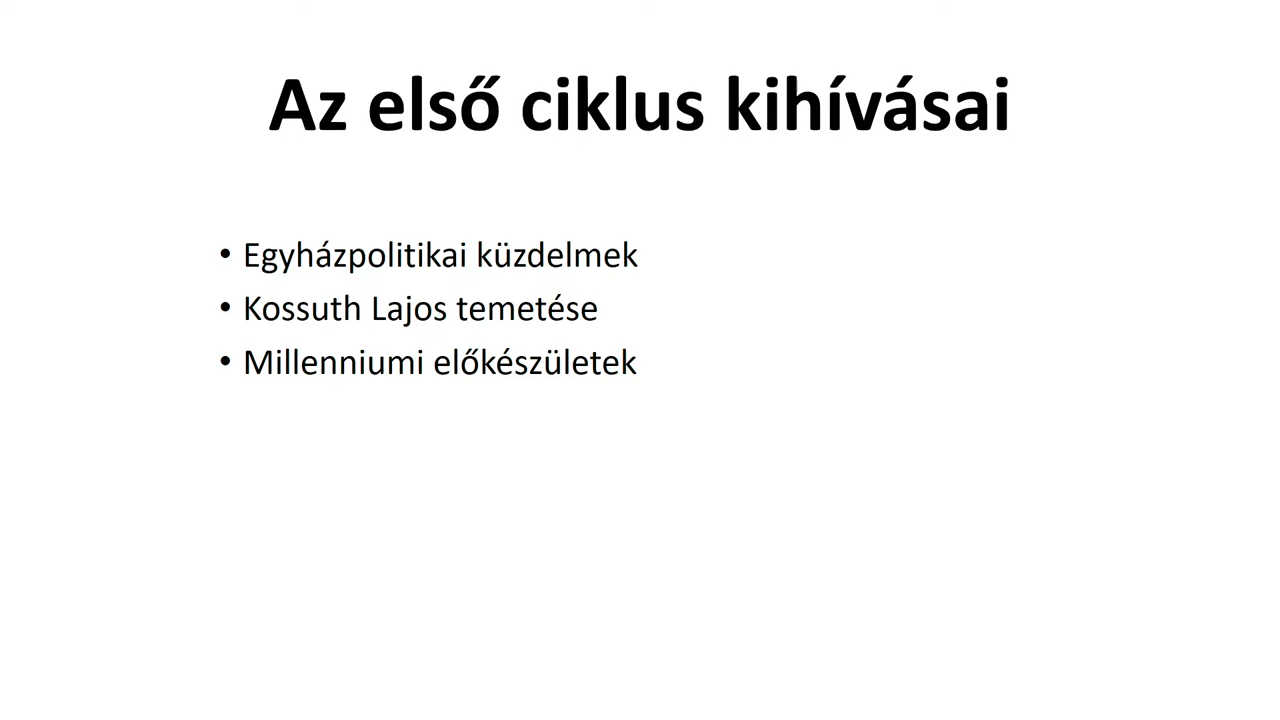 Az első ciklus kihívásai
• Egyházpolitikai küzdelmek
• Kossuth Lajos temetése
• Millenniumi előkészületek